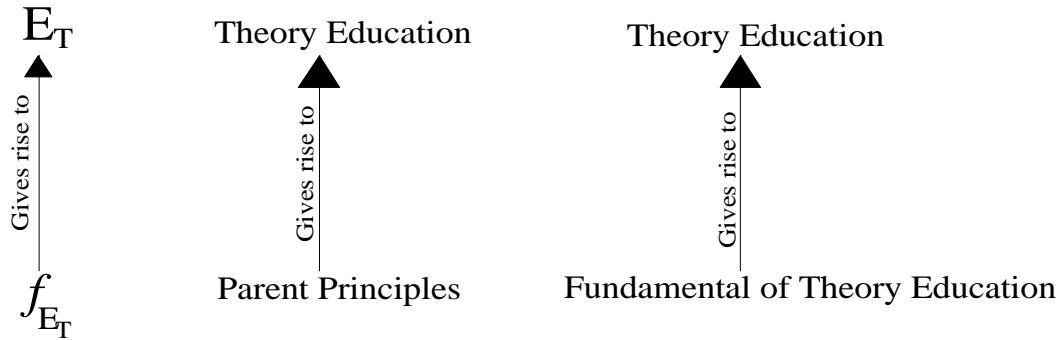 E_T
Gives rise to
f_E_T
Theory Education
Gives rise to
Parent Principles
Theory Education
Gives rise to
Fundamental of Theory Education